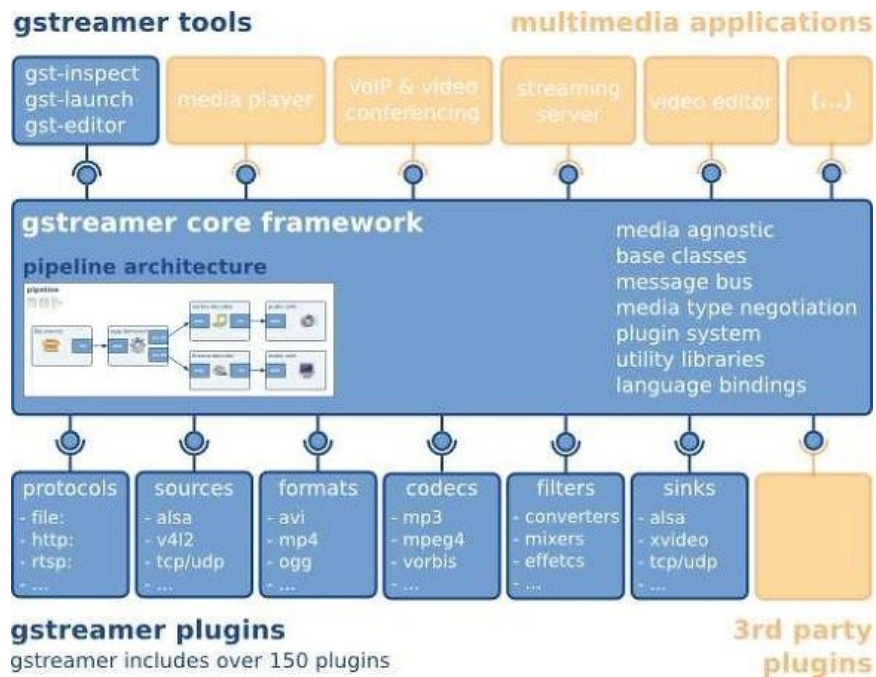 gstreamer tools
multimedia applications
gst-inspect
gst-launch
gst-editor
media player
VoIP & video
conferencing
streaming
server
video editor
(...)
gstreamer core framework
pipeline architecture
pipeline
media agnostic
base classes
message bus
media type negotiation
plugin system
utility libraries
language bindings
protocols
- file:
- http:
- rtsp:
- ...
sources
- alsa
- v4l2
- tcp/udp
- ...
formats
- avi
- mp4
- ogg
- ...
codecs
- mp3
- mpeg4
- vorbis
- ...
filters
- converters
- mixers
- effetcs
- ...
sinks
- alsa
- xvideo
- tcp/udp
- ...
gstreamer plugins
gstreamer includes over 150 plugins
3rd party
plugins